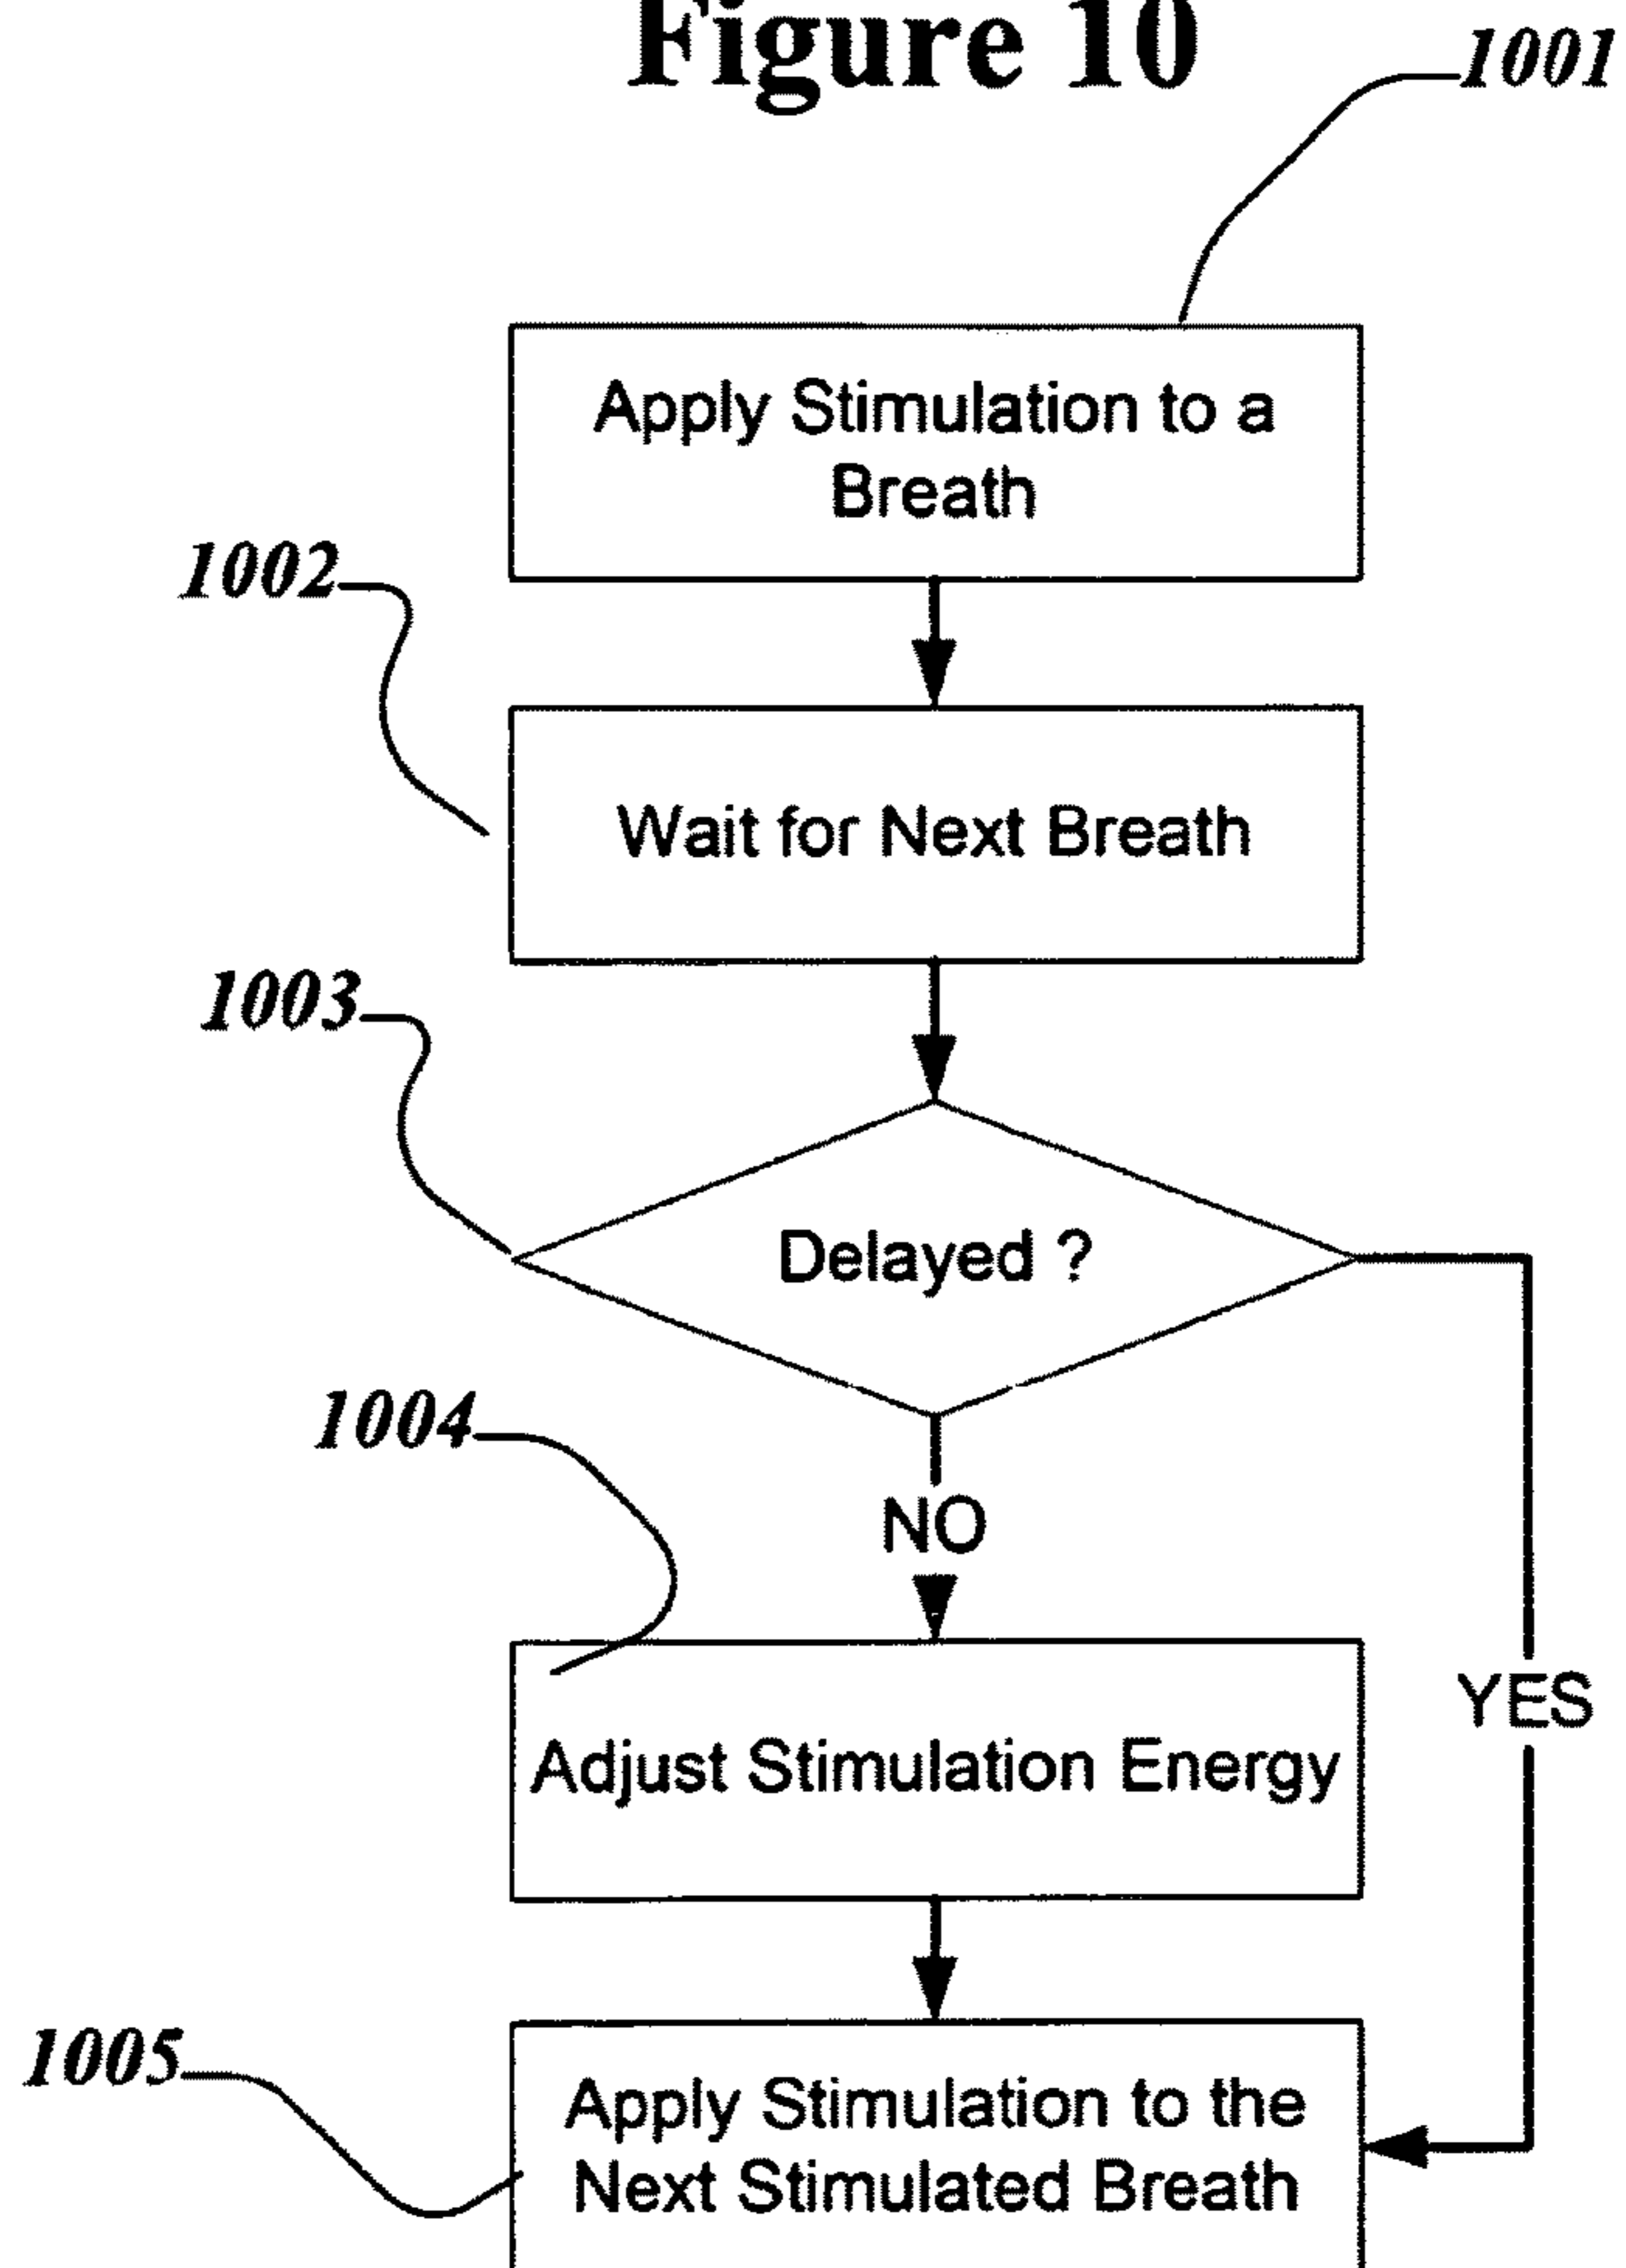 Figure 10
1001
Apply Stimulation to a
Breath
1002
Wait for Next Breath
1003
Delayed ?
1004
NO
YES
Adjust Stimulation Energy
1005
Apply Stimulation to the
Next Stimulated Breath